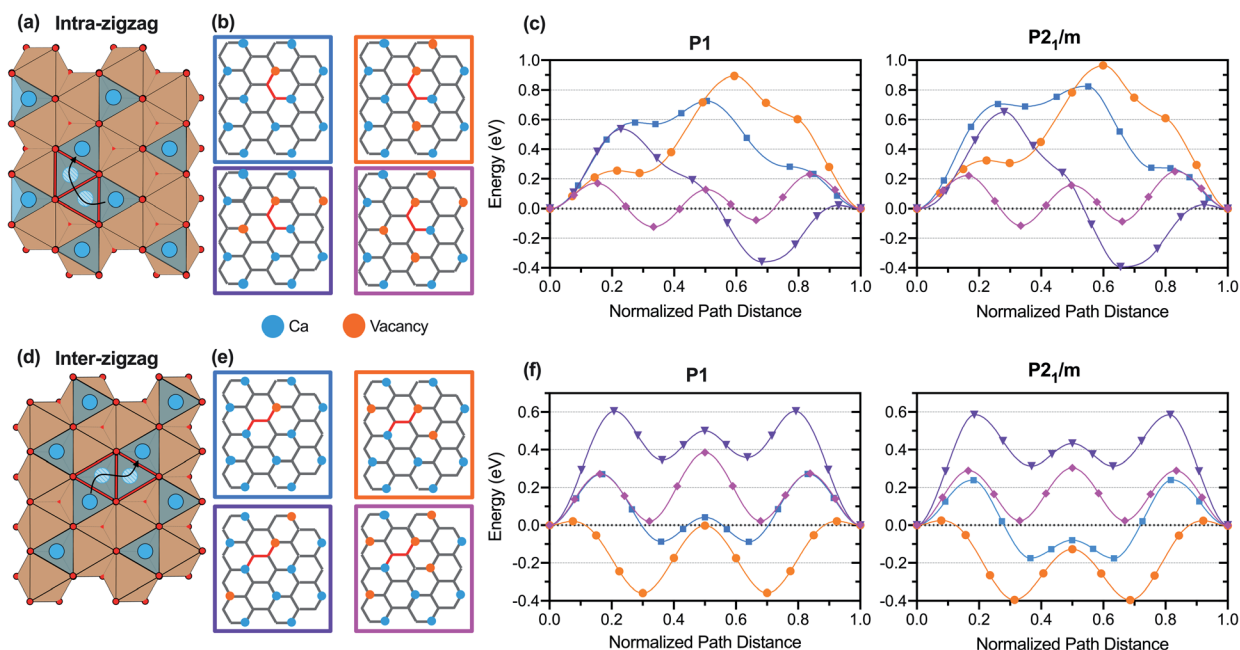 (a) Intra-zigzag
(b)
(c)
P1
P2₁/m
Energy (eV)
1.0
0.8
0.6
0.4
0.2
0.0
-0.2
-0.4
0.0 0.2 0.4 0.6 0.8 1.0
Normalized Path Distance
1.0
0.8
0.6
0.4
0.2
0.0
-0.2
-0.4
0.0 0.2 0.4 0.6 0.8 1.0
Normalized Path Distance
Ca
Vacancy
(d) Inter-zigzag
(e)
(f)
P1
P2₁/m
Energy (eV)
0.6
0.4
0.2
0.0
-0.2
-0.4
0.0 0.2 0.4 0.6 0.8 1.0
Normalized Path Distance
0.6
0.4
0.2
0.0
-0.2
-0.4
0.0 0.2 0.4 0.6 0.8 1.0
Normalized Path Distance